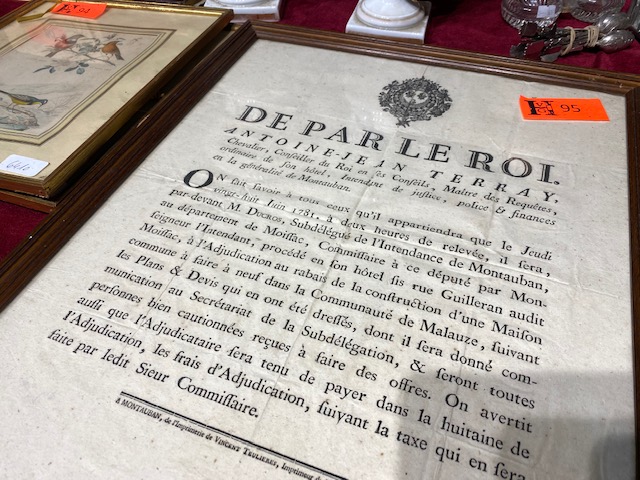 DE PAR LE ROI.
ANTOINE-JEAN TERRAY,
Chevalier, Conseiller du Roi en ses Conseils, Maître des Requêtes,
ordinaire de son hôtel, Intendant de justice, police & finances
en la généralité de Montauban.
ON fait savoir à tous ceux qu'il appartiendra que le Jeudi
vingt-huit Juin 1781. à deux heures de relevée, il sera,
par-devant M. DUCROS, Subdélégué de l'Intendance de Montauban,
au département de Moissac, Commissaire à ce député par Mon-
seigneur l'Intendant, procédé en son hôtel sis rue Guilleran audit
Moissac, à l'Adjudication au rabais de la construction d'une Maison
commune à faire à neuf dans la Communauté de Malauze, suivant
les Plans & Devis qui en ont été dressés, dont il sera donné com-
munication au Secrétariat de la Subdélégation, & seront toutes
personnes bien cautionnées reçues à faire des offres. On avertit
aussi que l'Adjudicataire sera tenu de payer dans la huitaine de
l'Adjudication, les frais d'Adjudication, suivant la taxe qui en sera
faite par ledit Sieur Commissaire.
à MONTAUBAN, de l'Imprimerie de VINCENT TEULIERES, Imprimeur
95